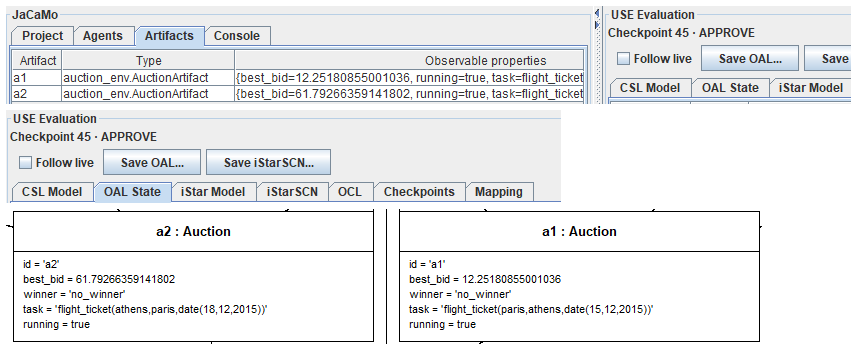 JaCaMo
Project Agents Artifacts Console
Artifact Type Observable properties
a1 auction_env.AuctionArtifact {best_bid=12.25180855001036, running=true, task=flight_ticket
a2 auction_env.AuctionArtifact {best_bid=61.79266359141802, running=true, task=flight_ticket
USE Evaluation
Checkpoint 45 · APPROVE
Follow live Save OAL... Save
CSL Model OAL State iStar Model
USE Evaluation
Checkpoint 45 · APPROVE
Follow live Save OAL... Save iStarSCN...
CSL Model OAL State iStar Model iStarSCN OCL Checkpoints Mapping
a2 : Auction
id = 'a2'
best_bid = 61.79266359141802
winner = 'no_winner'
task = 'flight_ticket(athens,paris,date(18,12,2015))'
running = true
a1 : Auction
id = 'a1'
best_bid = 12.25180855001036
winner = 'no_winner'
task = 'flight_ticket(paris,athens,date(15,12,2015))'
running = true